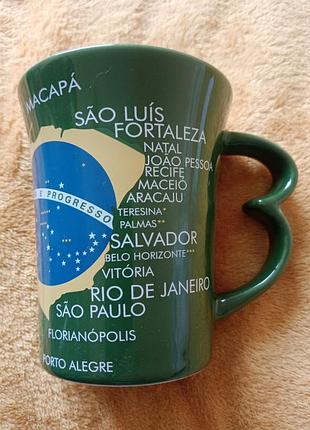 MACAPÁ
SÃO LUÍS
FORTALEZA
NATAL
JOÃO PESSOA
RECIFE
MACEIÓ
ARACAJU
E PROGRESSO
TERESINA*
PALMAS**
SALVADOR
BELO HORIZONTE***
VITÓRIA
RIO DE JANEIRO
SÃO PAULO
FLORIANÓPOLIS
PORTO ALEGRE